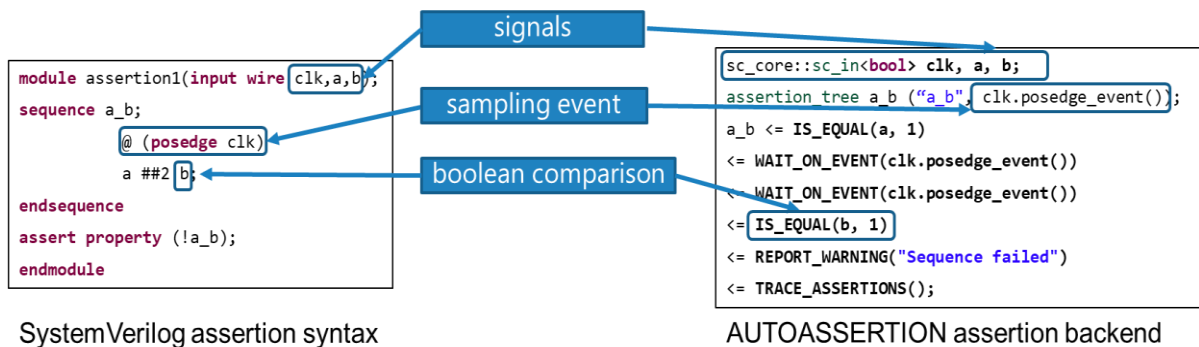 signals
sampling event
boolean comparison
module assertion1(input wire clk,a,b);
sequence a_b;
@ (posedge clk)
a ##2 b;
endsequence
assert property (!a_b);
endmodule
SystemVerilog assertion syntax
sc_core::sc_in<bool> clk, a, b;
assertion_tree a_b (“a_b", clk.posedge_event());
a_b <= IS_EQUAL(a, 1)
<= WAIT_ON_EVENT(clk.posedge_event())
<= WAIT_ON_EVENT(clk.posedge_event())
<= IS_EQUAL(b, 1)
<= REPORT_WARNING("Sequence failed")
<= TRACE_ASSERTIONS();
AUTOASSERTION assertion backend